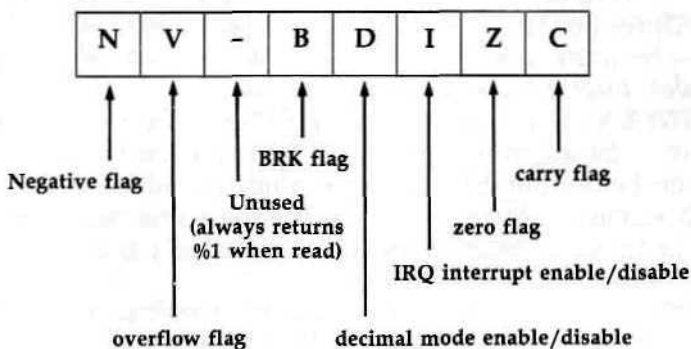 N V – B D I Z C
BRK flag
Negative flag
carry flag
Unused
(always returns
%1 when read)
zero flag
IRQ interrupt enable/disable
overflow flag
decimal mode enable/disable